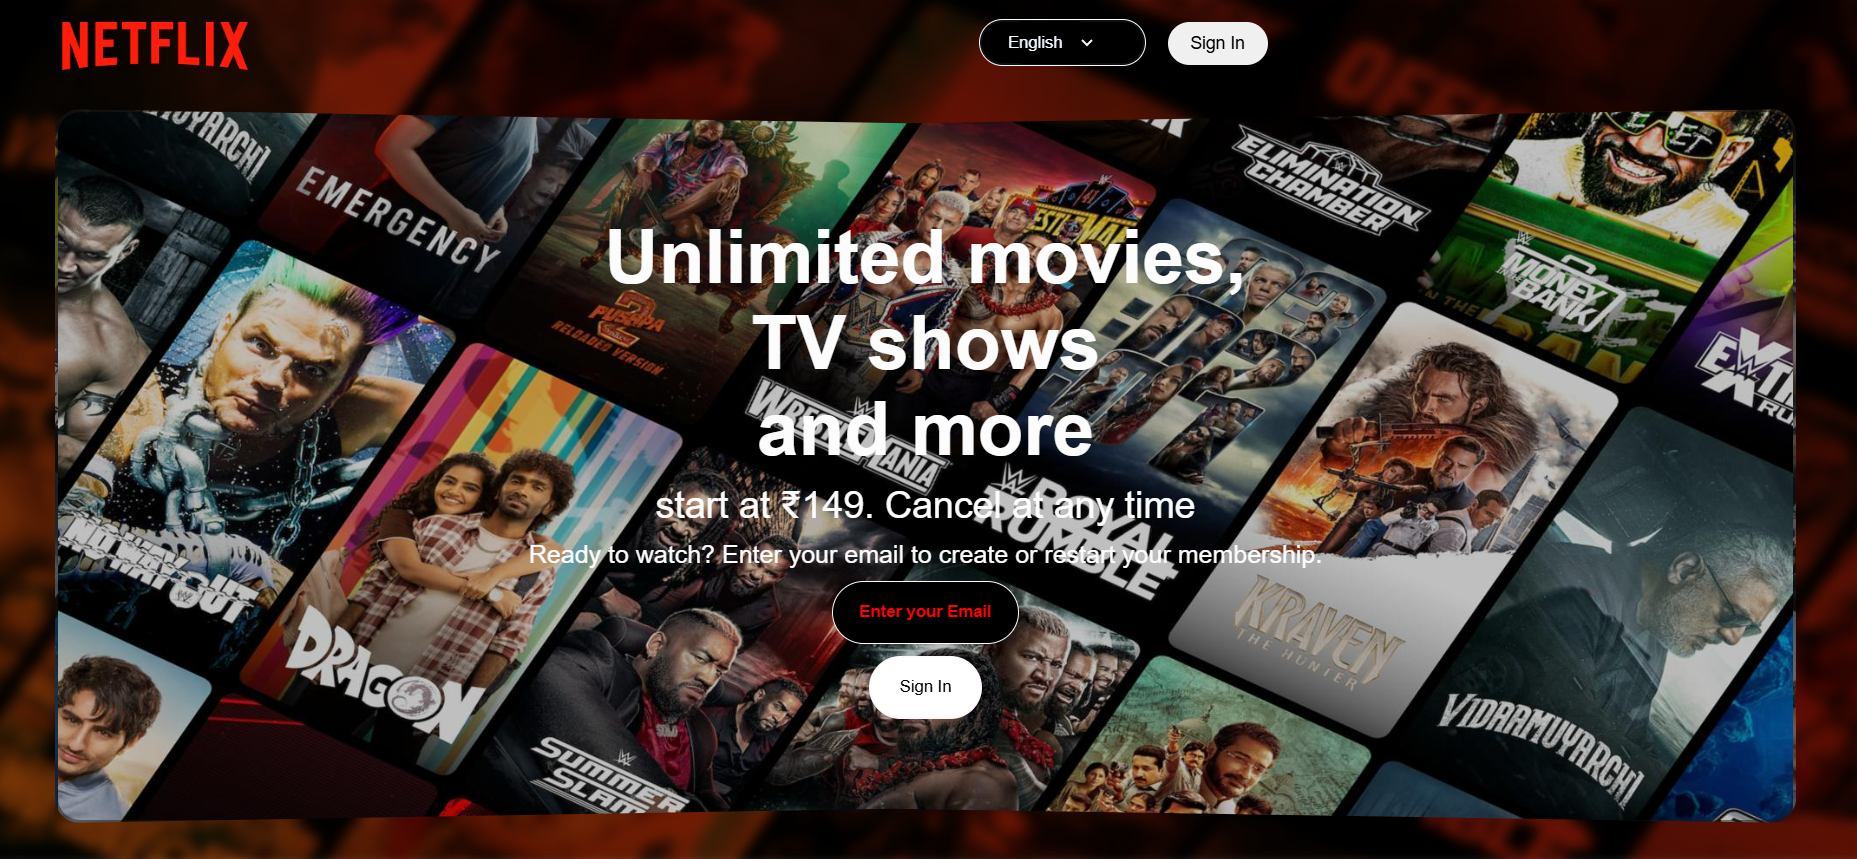 NETFLIX
English
Sign In
EMERGENCY
ELIMINATION
CHAMBER
Unlimited movies,
TV shows
and more
PUSHPA
2
RELOADED VERSION
MONEY
IN THE
BANK
WRESTLEMANIA
ROYAL
RUMBLE
start at ₹149. Cancel at any time
Ready to watch? Enter your email to create or restart your membership.
Enter your Email
Sign In
NO WAY OUT
DRAGON
KRAVEN
THE HUNTER
SUMMER
SLAM
VIDAAMUYARCHI